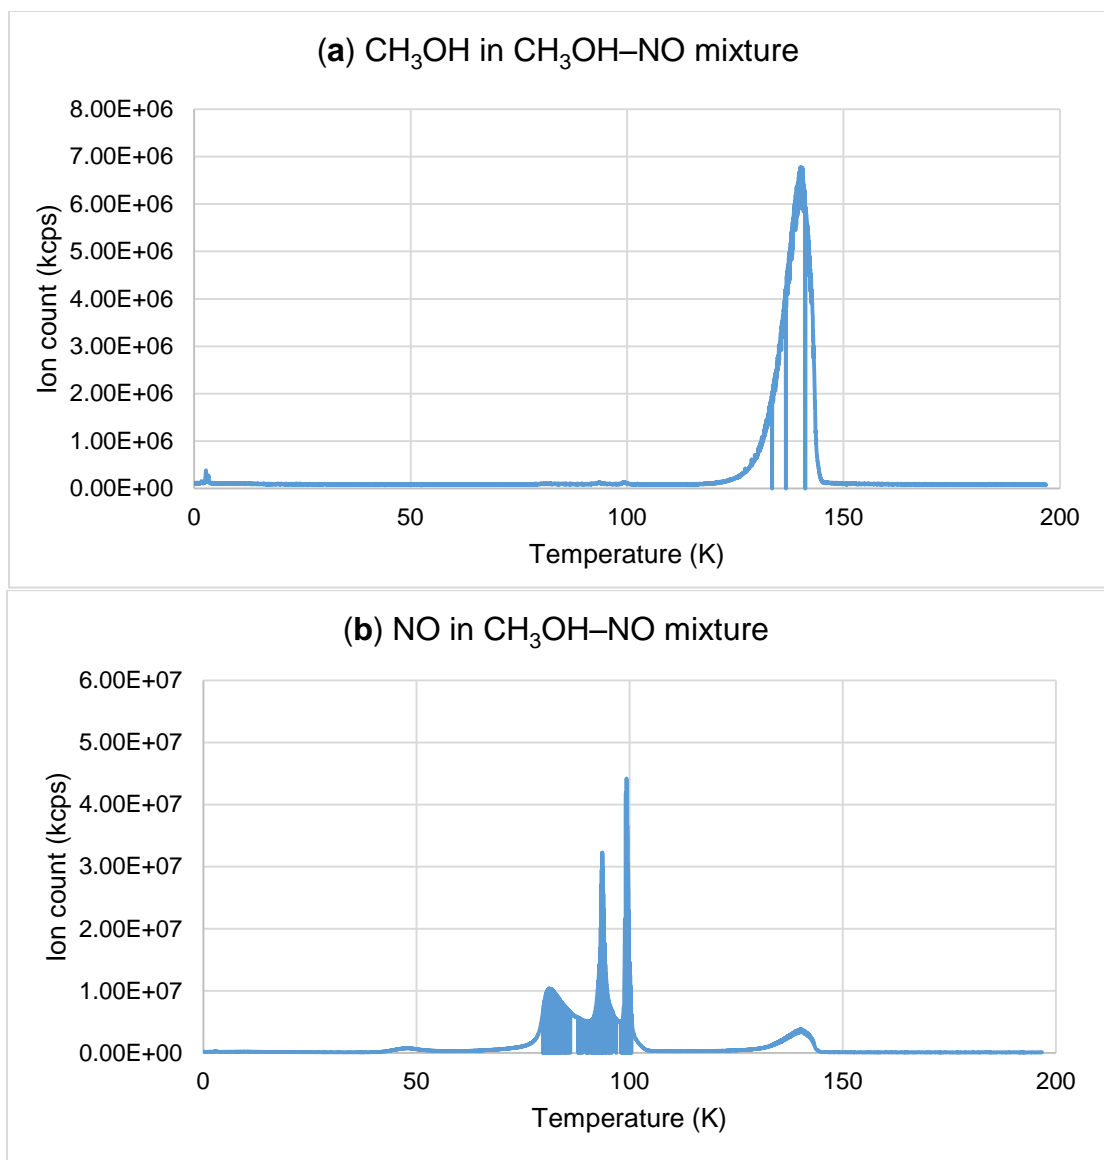 (a) CH₃OH in CH₃OH–NO mixture
8.00E+06
7.00E+06
6.00E+06
5.00E+06
4.00E+06
3.00E+06
2.00E+06
1.00E+06
0.00E+00
Ion count (kcps)
0 50 100 150 200
Temperature (K)
(b) NO in CH₃OH–NO mixture
6.00E+07
5.00E+07
4.00E+07
3.00E+07
2.00E+07
1.00E+07
0.00E+00
Ion count (kcps)
0 50 100 150 200
Temperature (K)